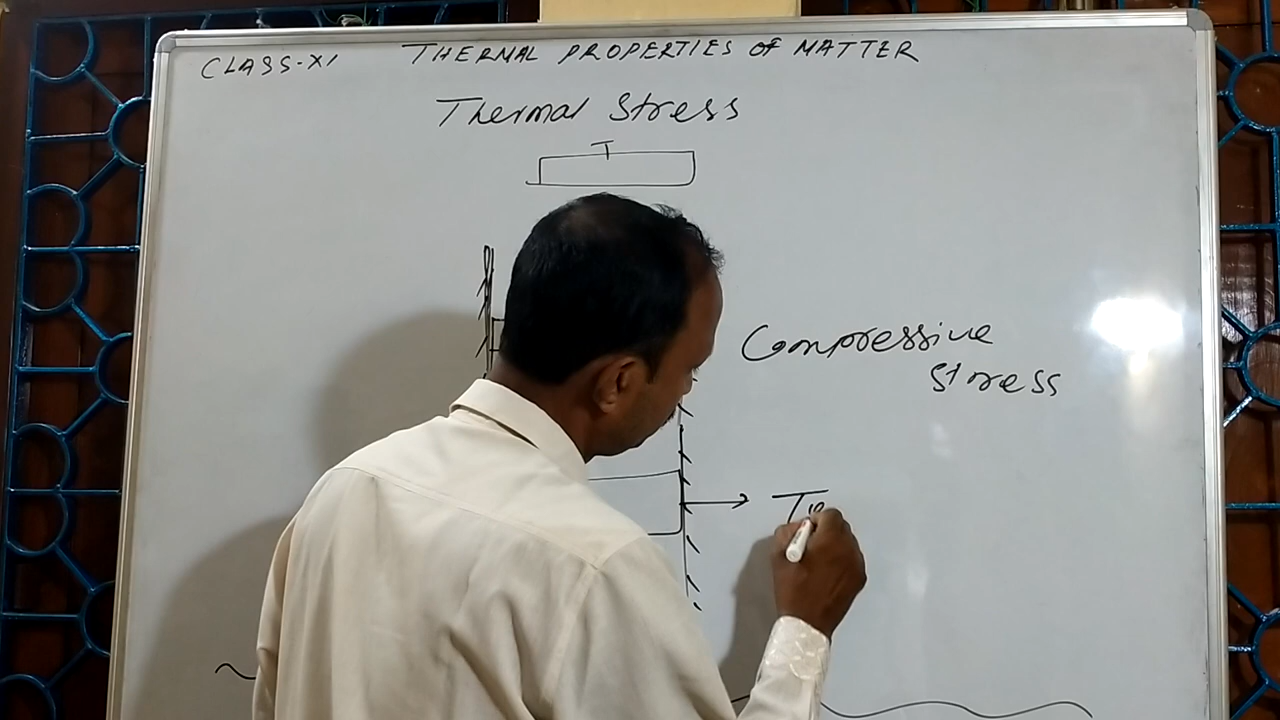 CLASS-XI THERMAL PROPERTIES OF MATTER
Thermal Stress
T
Compressive
Stress